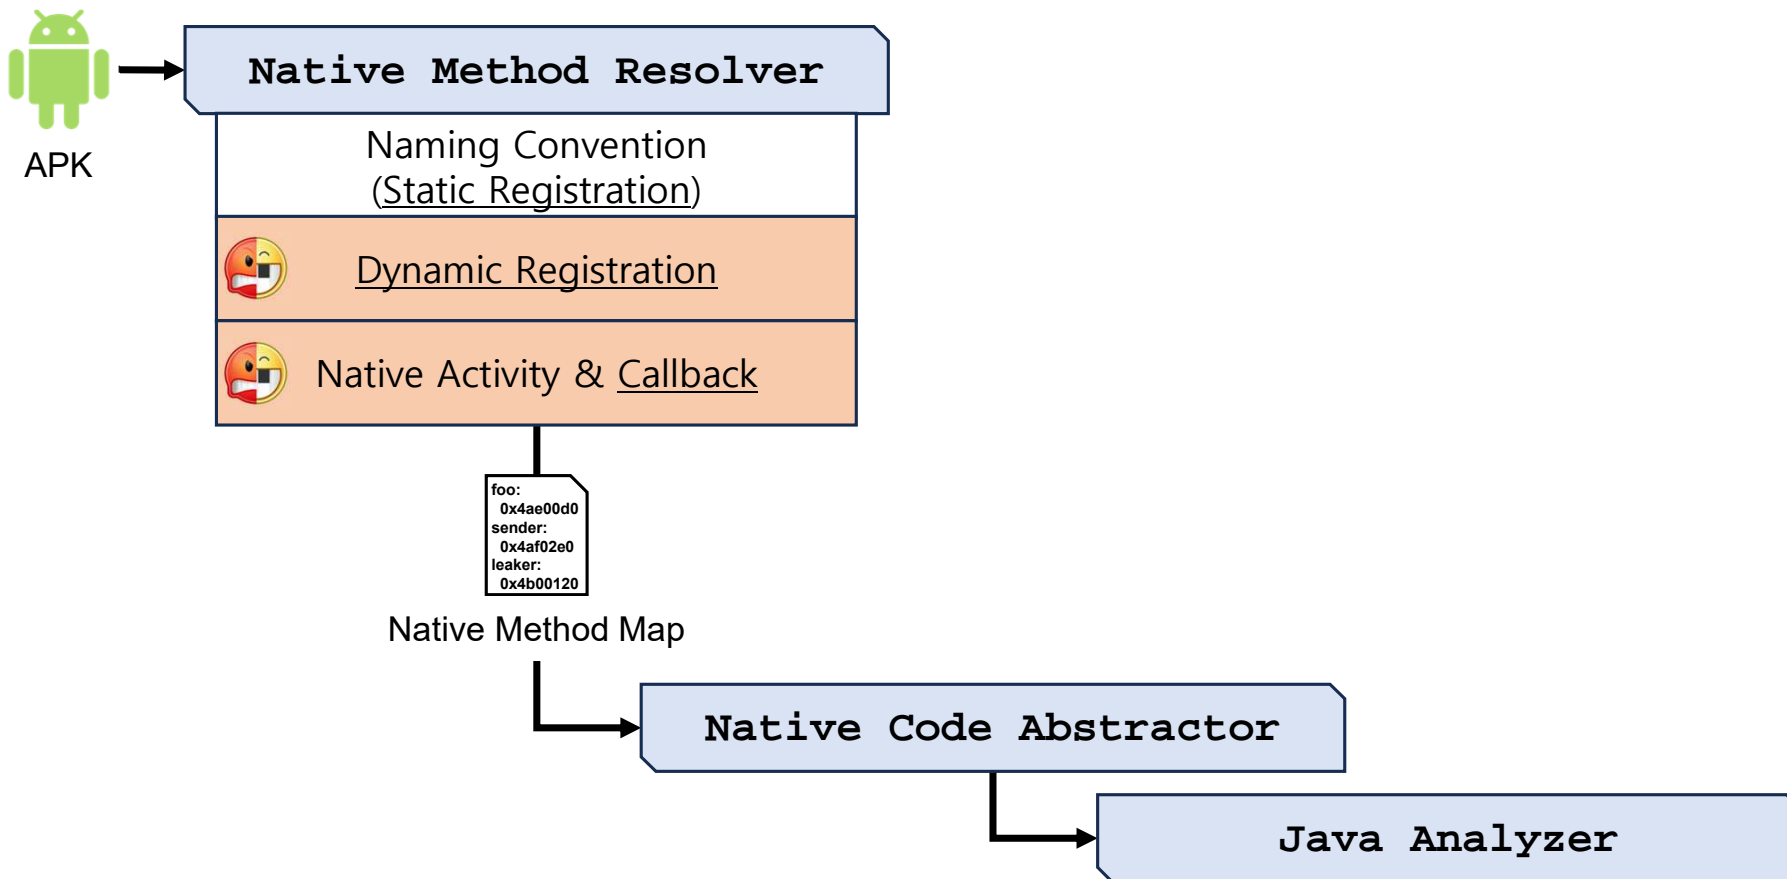 Native Method Resolver
APK
Naming Convention
(Static Registration)
Dynamic Registration
Native Activity & Callback
foo:
0x4ae00d0
sender:
0x4af02e0
leaker:
0x4b00120
Native Method Map
Native Code Abstractor
Java Analyzer